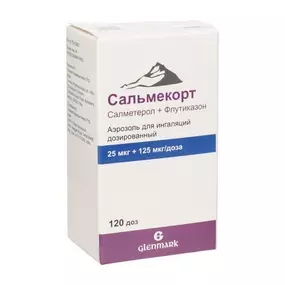 Сальмекорт
Салметерол + Флутиказон
Аэрозоль для ингаляций
дозированный
25 мкг + 125 мкг/доза
120 доз
G
GLENMARK